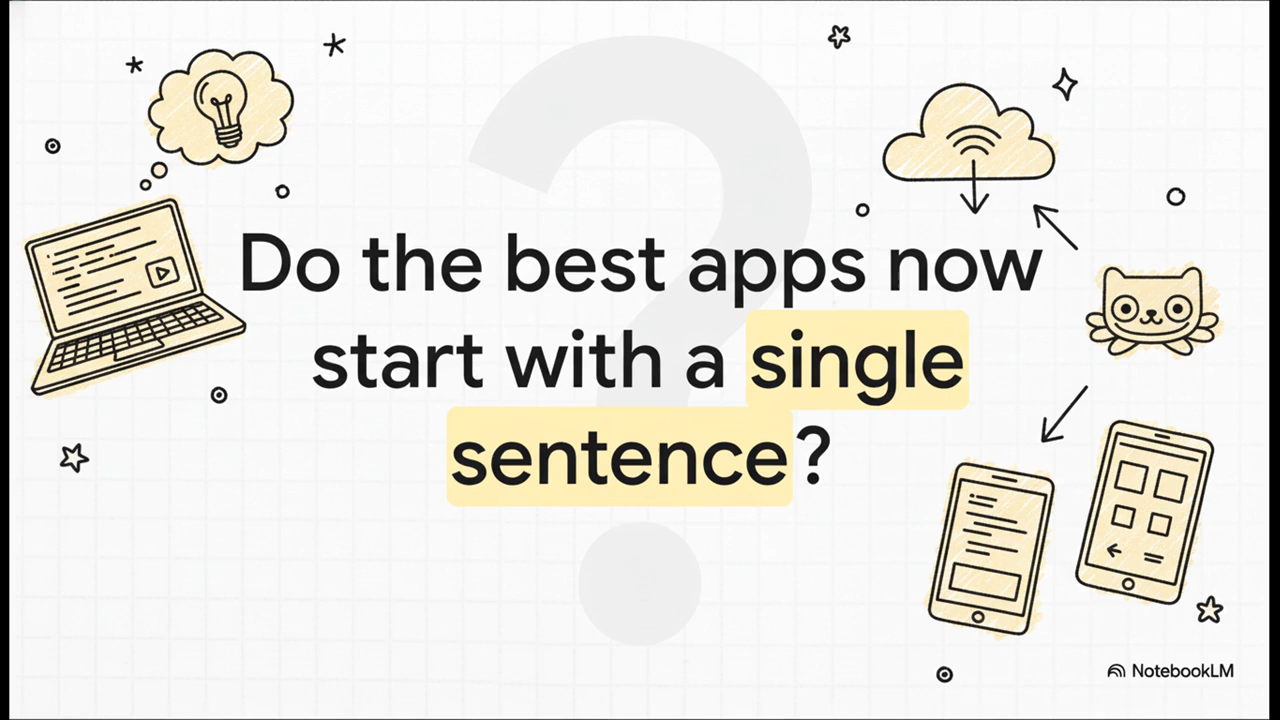 Do the best apps now
start with a single
sentence?
NotebookLM